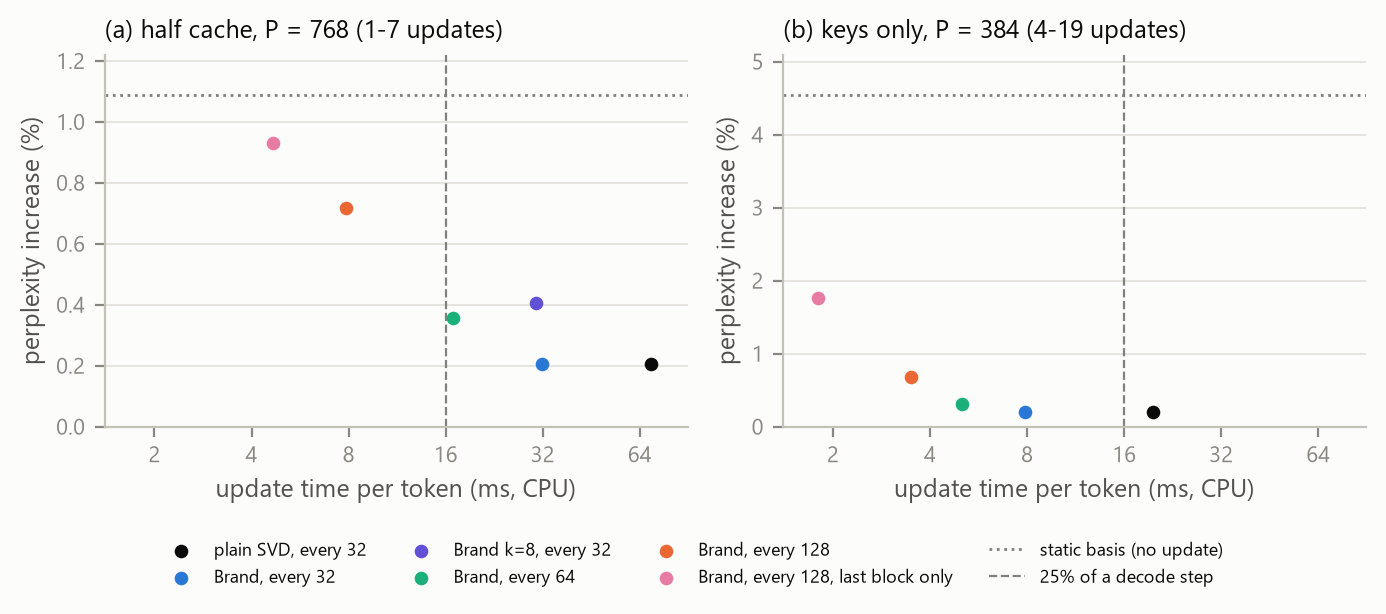 (a) half cache, P = 768 (1-7 updates)
perplexity increase (%)
1.2
1.0
0.8
0.6
0.4
0.2
0.0
2 4 8 16 32 64
update time per token (ms, CPU)
(b) keys only, P = 384 (4-19 updates)
perplexity increase (%)
5
4
3
2
1
0
2 4 8 16 32 64
update time per token (ms, CPU)
plain SVD, every 32
Brand, every 32
Brand k=8, every 32
Brand, every 64
Brand, every 128
Brand, every 128, last block only
static basis (no update)
25% of a decode step